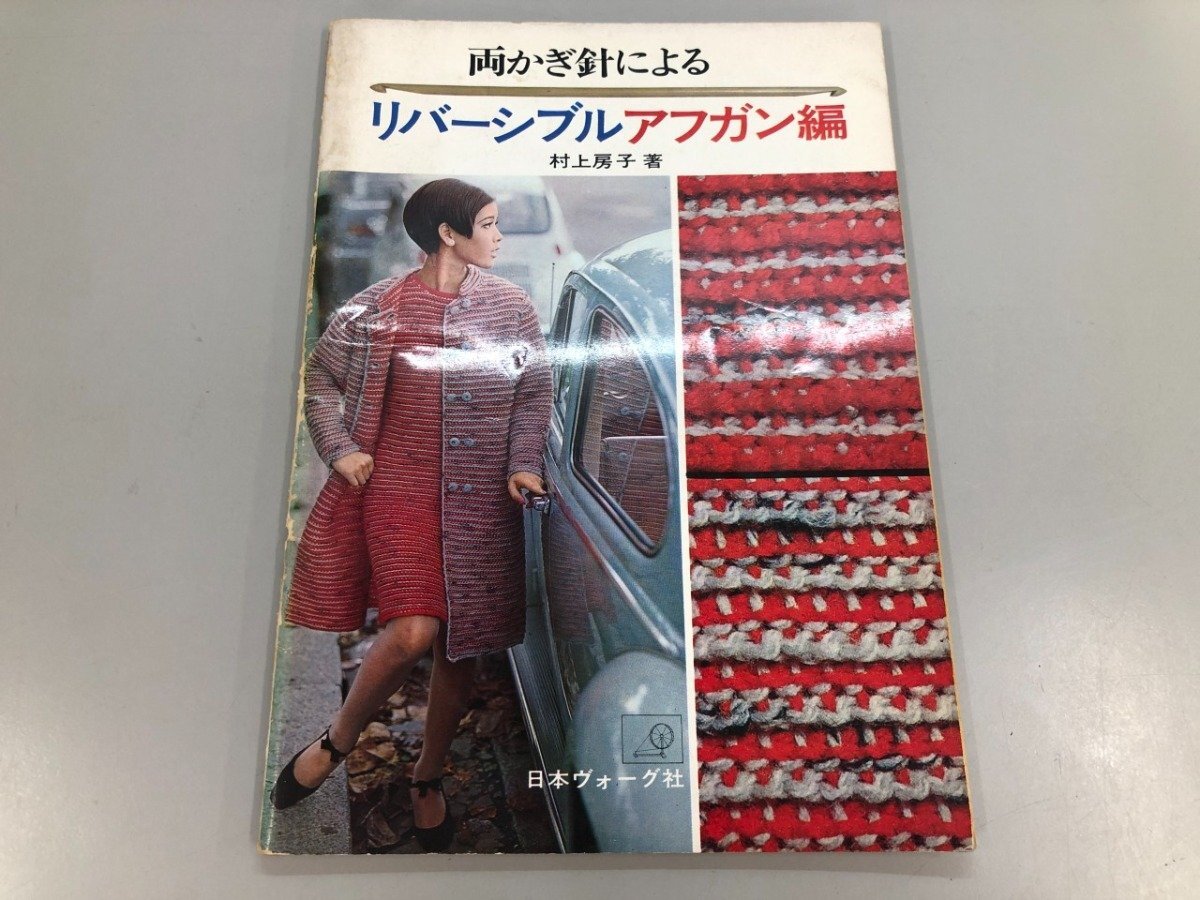 両かぎ針による
リバーシブルアフガン編
村上房子 著
日本ヴォーグ社